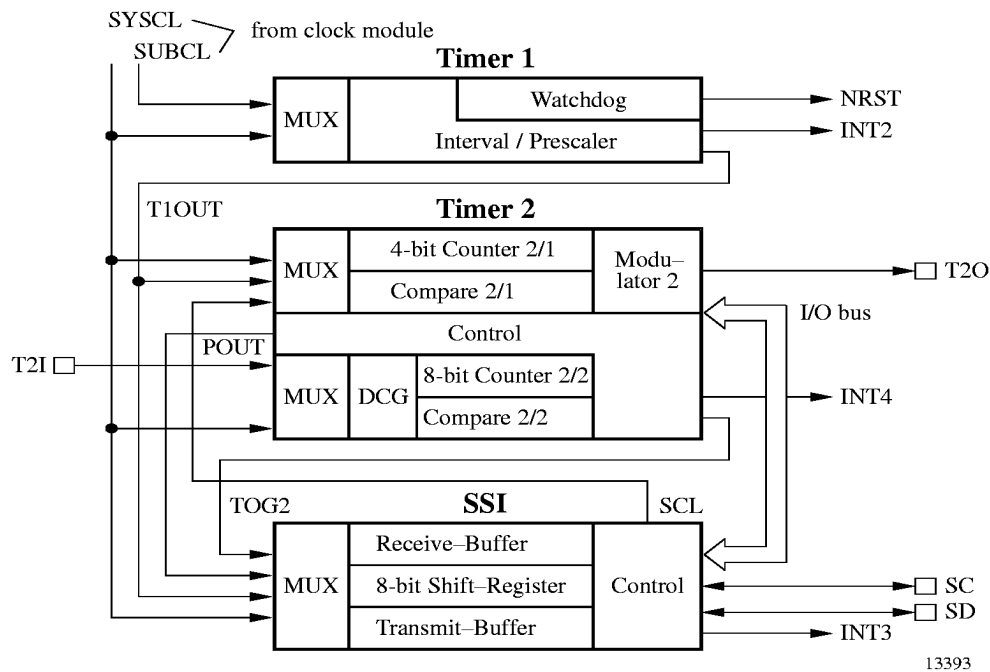 SYSCL
from clock module
SUBCL
Timer 1
Watchdog
NRST
MUX
INT2
Interval / Prescaler
T1OUT
Timer 2
4-bit Counter 2/1
Modu–
lator 2
MUX
T2O
Compare 2/1
I/O bus
Control
POUT
T2I
8-bit Counter 2/2
MUX
DCG
INT4
Compare 2/2
TOG2
SSI
SCL
Receive–Buffer
MUX
8-bit Shift–Register
Control
SC
SD
Transmit–Buffer
INT3
13393